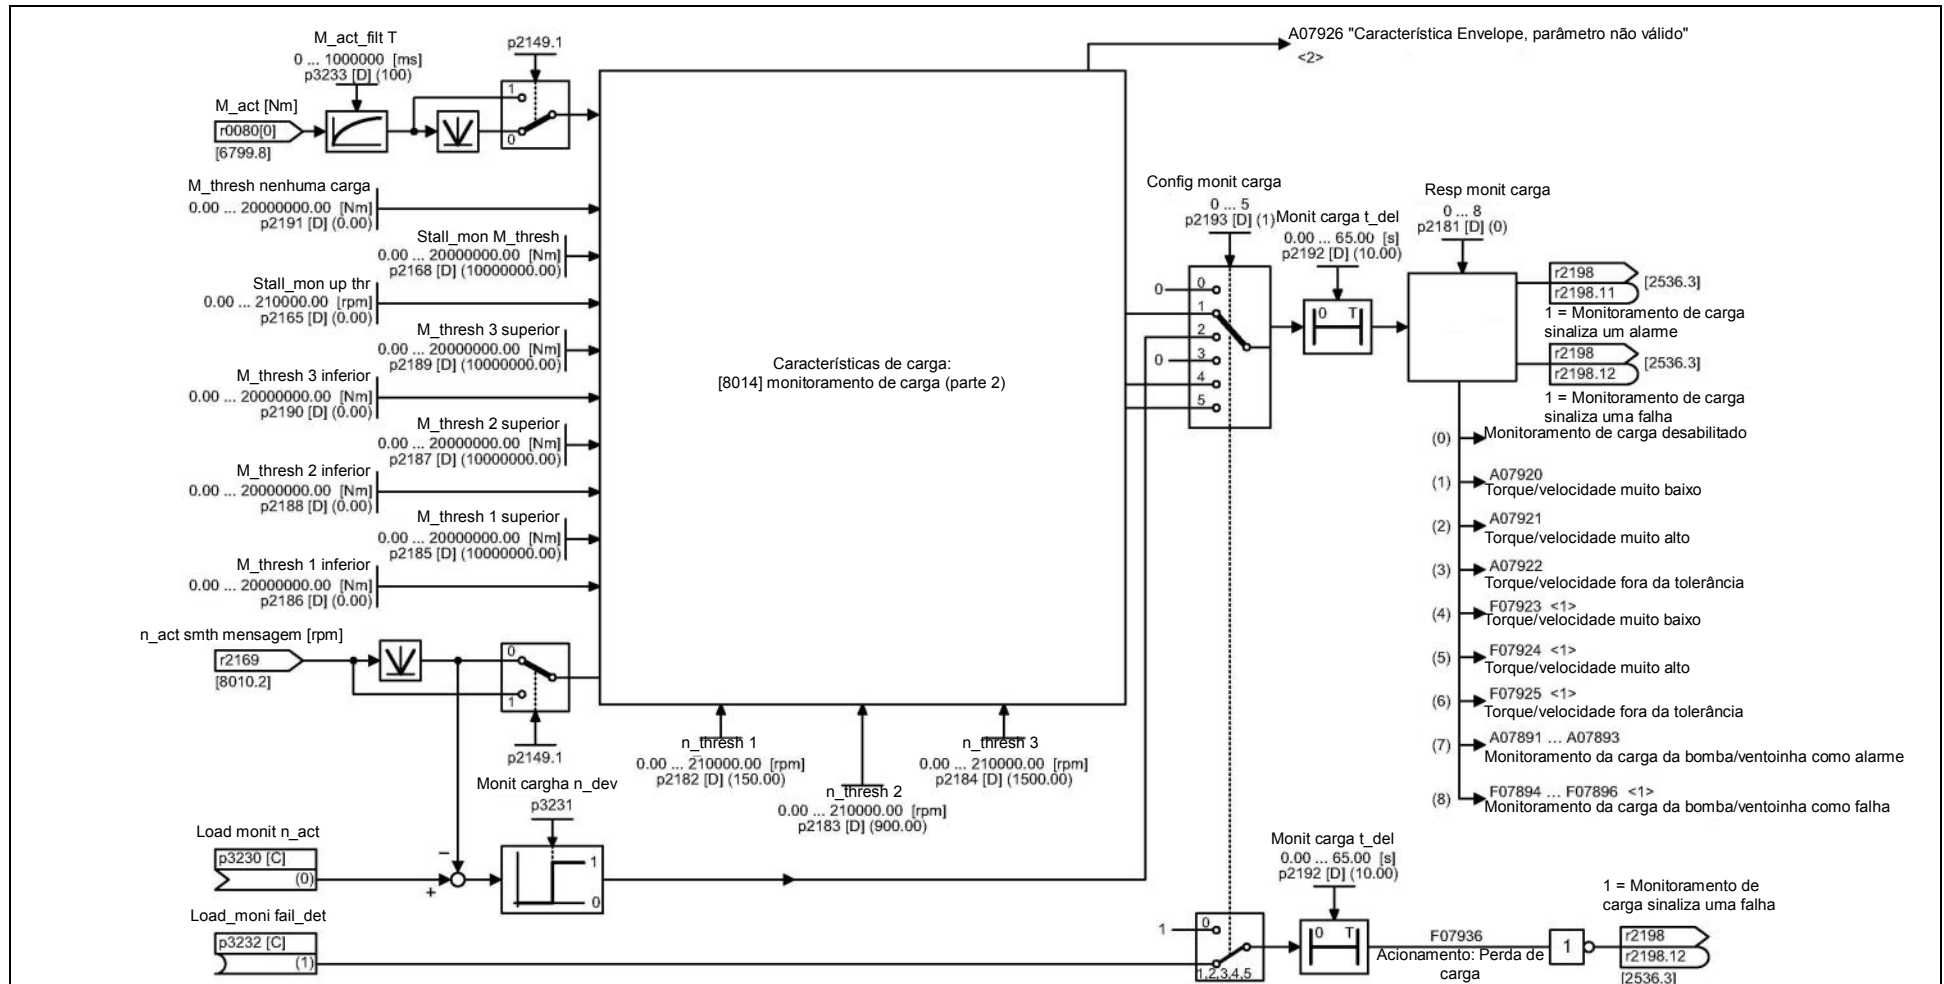 M_act_filt T
0 ... 1000000 [ms]
p3233 [D] (100)
p2149.1
A07926 "Característica Envelope, parâmetro não válido"
<2>
M_act [Nm]
r0080[0]
[6799.8]
1
0
M_thresh nenhuma carga
0.00 ... 20000000.00 [Nm]
p2191 [D] (0.00)
Stall_mon M_thresh
0.00 ... 20000000.00 [Nm]
p2168 [D] (10000000.00)
Stall_mon up thr
0.00 ... 210000.00 [rpm]
p2165 [D] (0.00)
M_thresh 3 superior
0.00 ... 20000000.00 [Nm]
p2189 [D] (10000000.00)
M_thresh 3 inferior
0.00 ... 20000000.00 [Nm]
p2190 [D] (0.00)
M_thresh 2 superior
0.00 ... 20000000.00 [Nm]
p2187 [D] (10000000.00)
M_thresh 2 inferior
0.00 ... 20000000.00 [Nm]
p2188 [D] (0.00)
M_thresh 1 superior
0.00 ... 20000000.00 [Nm]
p2185 [D] (10000000.00)
M_thresh 1 inferior
0.00 ... 20000000.00 [Nm]
p2186 [D] (0.00)
Características de carga:
[8014] monitoramento de carga (parte 2)
Config monit carga
0 ... 5
p2193 [D] (1)
0
0
1
2
0
3
4
5
Monit carga t_del
0.00 ... 65.00 [s]
p2192 [D] (10.00)
0 T
Resp monit carga
0 ... 8
p2181 [D] (0)
r2198
r2198.11
[2536.3]
1 = Monitoramento de carga
sinaliza um alarme
r2198
r2198.12
[2536.3]
1 = Monitoramento de carga
sinaliza uma falha
(0)
Monitoramento de carga desabilitado
(1)
A07920
Torque/velocidade muito baixo
(2)
A07921
Torque/velocidade muito alto
(3)
A07922
Torque/velocidade fora da tolerância
(4)
F07923 <1>
Torque/velocidade muito baixo
(5)
F07924 <1>
Torque/velocidade muito alto
(6)
F07925 <1>
Torque/velocidade fora da tolerância
(7)
A07891 ... A07893
Monitoramento da carga da bomba/ventoinha como alarme
(8)
F07894 ... F07896 <1>
Monitoramento da carga da bomba/ventoinha como falha
n_act smth mensagem [rpm]
r2169
[8010.2]
0
1
p2149.1
n_thresh 1
0.00 ... 210000.00 [rpm]
p2182 [D] (150.00)
n_thresh 2
0.00 ... 210000.00 [rpm]
p2183 [D] (900.00)
n_thresh 3
0.00 ... 210000.00 [rpm]
p2184 [D] (1500.00)
Monit cargha n_dev
p3231
1
0
Load monit n_act
p3230 [C]
(0)
−
+
Load_moni fail_det
p3232 [C]
(1)
1
0
1,2,3,4,5
Monit carga t_del
0.00 ... 65.00 [s]
p2192 [D] (10.00)
0 T
F07936
Acionamento: Perda de
carga
1
1 = Monitoramento de
carga sinaliza uma falha
r2198
r2198.12
[2536.3]